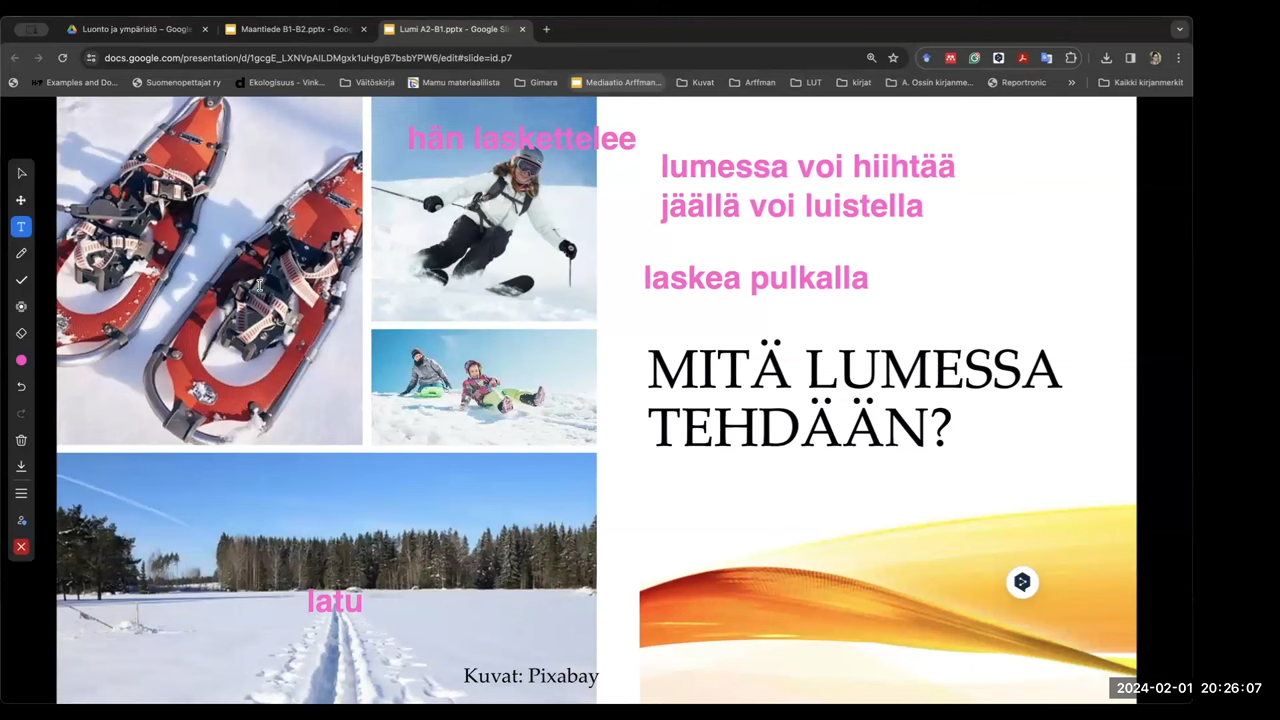 Luonto ja ympäristö – Google
Maantiede B1-B2.pptx - Goog
Lumi A2-B1.pptx - Google Sl
docs.google.com/presentation/d/1gcgE_LXNVpAILDMgxk1uHgyB7bsbYPW6/edit#slide=id.p7
Examples and Do...
Suomenopettajat ry
Ekologisuus - Vink...
Väitöskirja
Mamu materiaalilista
Gimara
Mediaatio Arffman...
Kuvat
Arffman
LUT
kirjat
A. Ossin kirjanme...
Reportronic
»
Kaikki kirjanmerkit
hän laskettelee
lumessa voi hiihtää
jäällä voi luistella
laskea pulkalla
MITÄ LUMESSA
TEHDÄÄN?
latu
Kuvat: Pixabay
2024-02-01 20:26:07